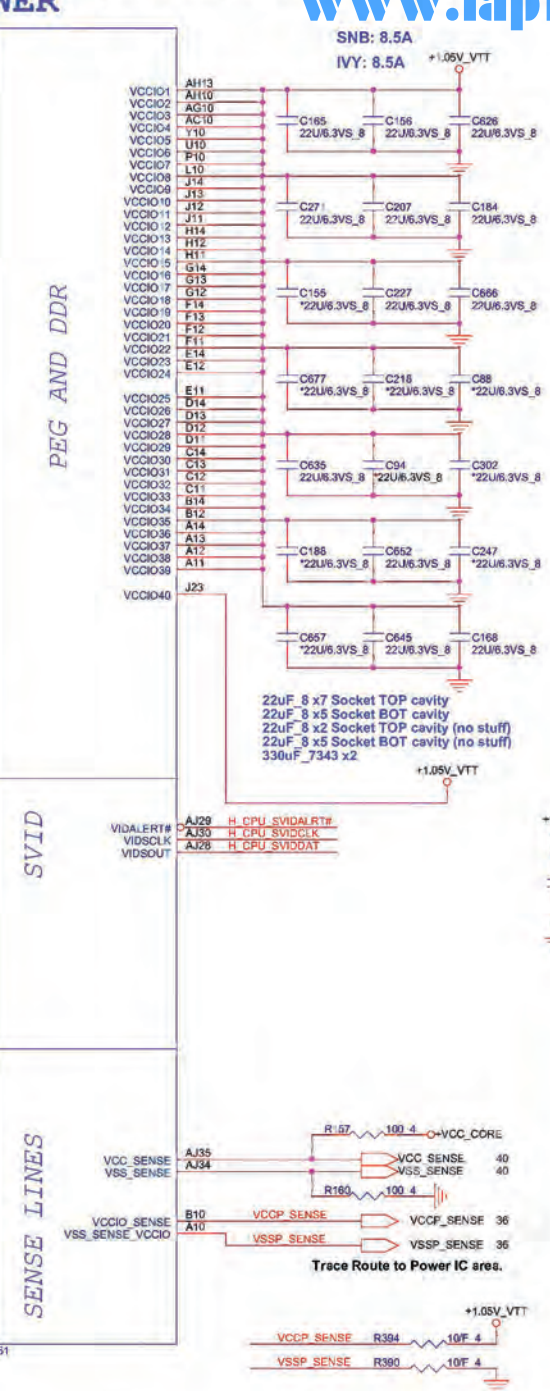 SNB: 8.5A
IVY: 8.5A
+1.05V_VTT
PEG AND DDR
VCCIO1 AH13
VCCIO2 AH10
VCCIO3 AG10
VCCIO4 AC10
VCCIO5 Y10
VCCIO6 U10
VCCIO7 P10
VCCIO8 L10
VCCIO9 J14
VCCIO10 J13
VCCIO11 J12
VCCIO12 J11
VCCIO13 H14
VCCIO14 H12
VCCIO15 H11
VCCIO16 G14
VCCIO17 G13
VCCIO18 G12
VCCIO19 F14
VCCIO20 F13
VCCIO21 F12
VCCIO22 F11
VCCIO23 E14
VCCIO24 E12
VCCIO25 E11
VCCIO26 D14
VCCIO27 D13
VCCIO28 D12
VCCIO29 D11
VCCIO30 C14
VCCIO31 C13
VCCIO32 C12
VCCIO33 C11
VCCIO34 B14
VCCIO35 B12
VCCIO36 A14
VCCIO37 A13
VCCIO38 A12
VCCIO39 A11
VCCIO40 J23
C165 C156 C626
22U/6.3VS_8 22U/6.3VS_8 22U/6.3VS_8
C271 C207 C184
22U/6.3VS_8 22U/6.3VS_8 22U/6.3VS_8
C155 C227 C666
*22U/6.3VS_8 22U/6.3VS_8 22U/6.3VS_8
C677 C216 C88
*22U/6.3VS_8 *22U/6.3VS_8 *22U/6.3VS_8
C635 C94 C302
22U/6.3VS_8 *22U/6.3VS_8 *22U/6.3VS_8
C186 C652 C247
*22U/6.3VS_8 22U/6.3VS_8 *22U/6.3VS_8
C657 C645 C168
*22U/6.3VS_8 22U/6.3VS_8 22U/6.3VS_8
22uF_8 x7 Socket TOP cavity
22uF_8 x5 Socket BOT cavity
22uF_8 x2 Socket TOP cavity (no stuff)
22uF_8 x5 Socket BOT cavity (no stuff)
330uF_7343 x2
+1.05V_VTT
SVID
VIDALERT# AJ29 H_CPU_SVIDALRT#
VIDSCLK AJ30 H_CPU_SVIDCLK
VIDSOUT AJ28 H_CPU_SVIDDAT
SENSE LINES
R157 100_4 +VCC_CORE
VCC_SENSE AJ35 VCC_SENSE 40
VSS_SENSE AJ34 VSS_SENSE 40
R160 100_4
VCCIO_SENSE B10 VCCP_SENSE VCCP_SENSE 36
VSS_SENSE_VCCIO A10 VSSP_SENSE VSSP_SENSE 36
Trace Route to Power IC area.
+1.05V_VTT
VCCP_SENSE R394 10/F_4
VSSP_SENSE R390 10/F_4